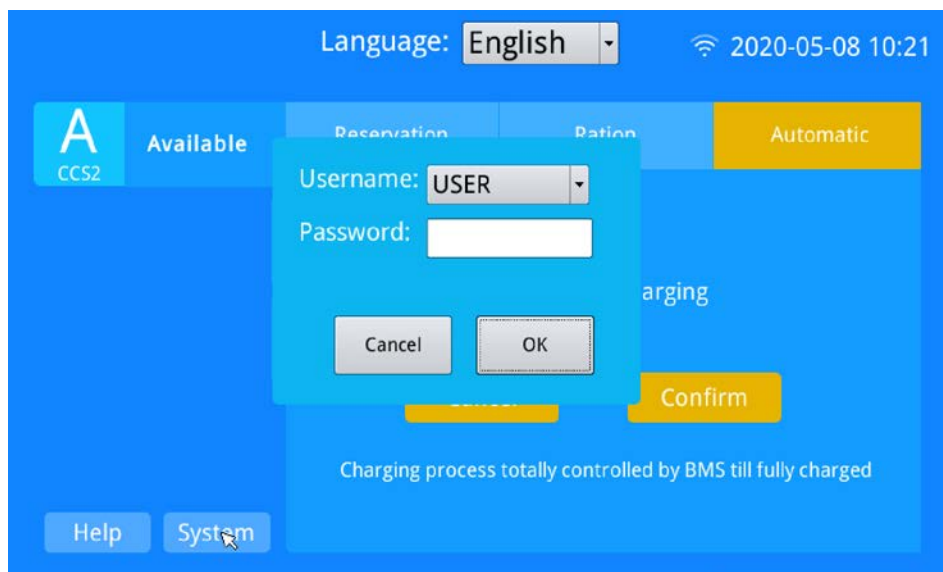 Language: English 2020-05-08 10:21
A
CCS2
Available
Reservation Ration Automatic
Username: USER
Password:
arging
Cancel OK
Cancel Confirm
Charging process totally controlled by BMS till fully charged
Help System